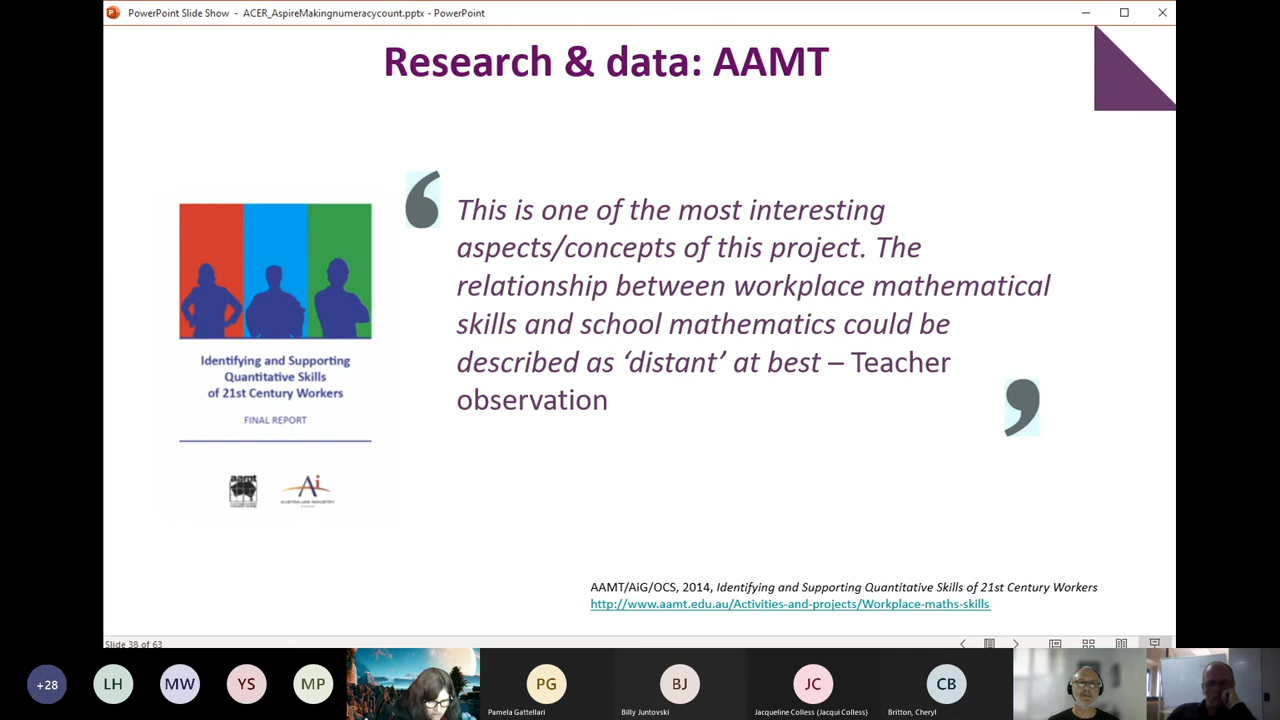 PowerPoint Slide Show - ACER_AspireMakingnumeracycount.pptx - PowerPoint
Research & data: AAMT
‘
This is one of the most interesting
aspects/concepts of this project. The
relationship between workplace mathematical
skills and school mathematics could be
described as ‘distant’ at best – Teacher
observation
’
Identifying and Supporting
Quantitative Skills
of 21st Century Workers
FINAL REPORT
aamt
Ai
AUSTRALIAN INDUSTRY
AAMT/AiG/OCS, 2014, Identifying and Supporting Quantitative Skills of 21st Century Workers
http://www.aamt.edu.au/Activities-and-projects/Workplace-maths-skills
Slide 38 of 63
+28
LH
MW
YS
MP
PG
BJ
JC
CB
Pamela Gattellari
Billy Juntovski
Jacqueline Colless (Jacqui Colless)
Britton, Cheryl